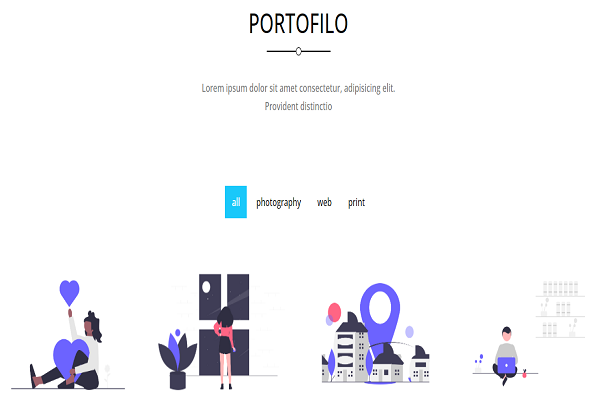 PORTOFILO
Lorem ipsum dolor sit amet consectetur, adipisicing elit.
Provident distinctio
all photography web print